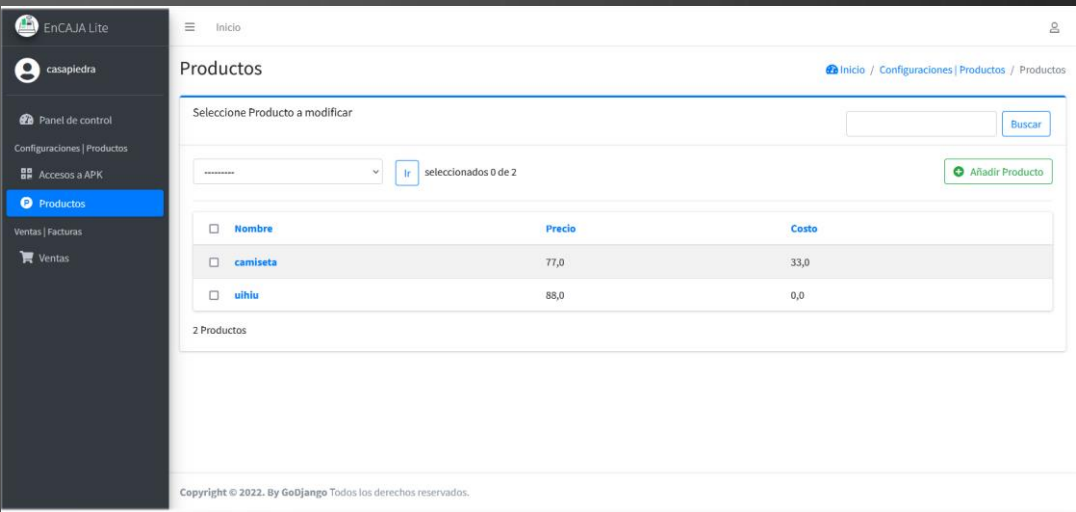 EnCAJA Lite
Inicio
casapiedra
Productos
Inicio / Configuraciones | Productos / Productos
Panel de control
Configuraciones | Productos
Accesos a APK
Productos
Ventas | Facturas
Ventas
Seleccione Producto a modificar
Buscar
---------
Ir
seleccionados 0 de 2
Añadir Producto
Nombre Precio Costo
camiseta 77,0 33,0
uihiu 88,0 0,0
2 Productos
Copyright © 2022. By GoDjango Todos los derechos reservados.